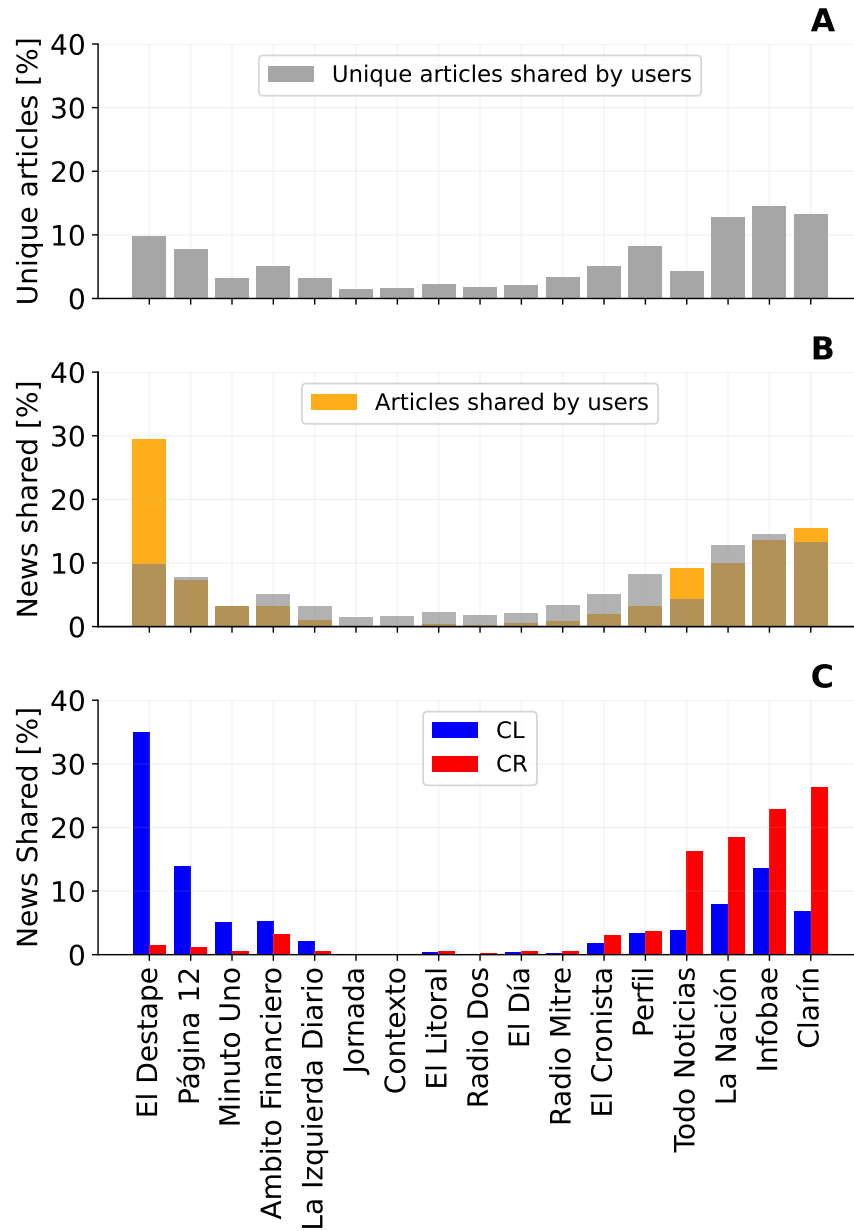 A
Unique articles [%]
40
30
20
10
0
Unique articles shared by users
B
News shared [%]
40
30
20
10
0
Articles shared by users
C
News Shared [%]
40
30
20
10
0
CL
CR
El Destape
Página 12
Minuto Uno
Ambito Financiero
La Izquierda Diario
Jornada
Contexto
El Litoral
Radio Dos
El Día
Radio Mitre
El Cronista
Perfil
Todo Noticias
La Nación
Infobae
Clarín